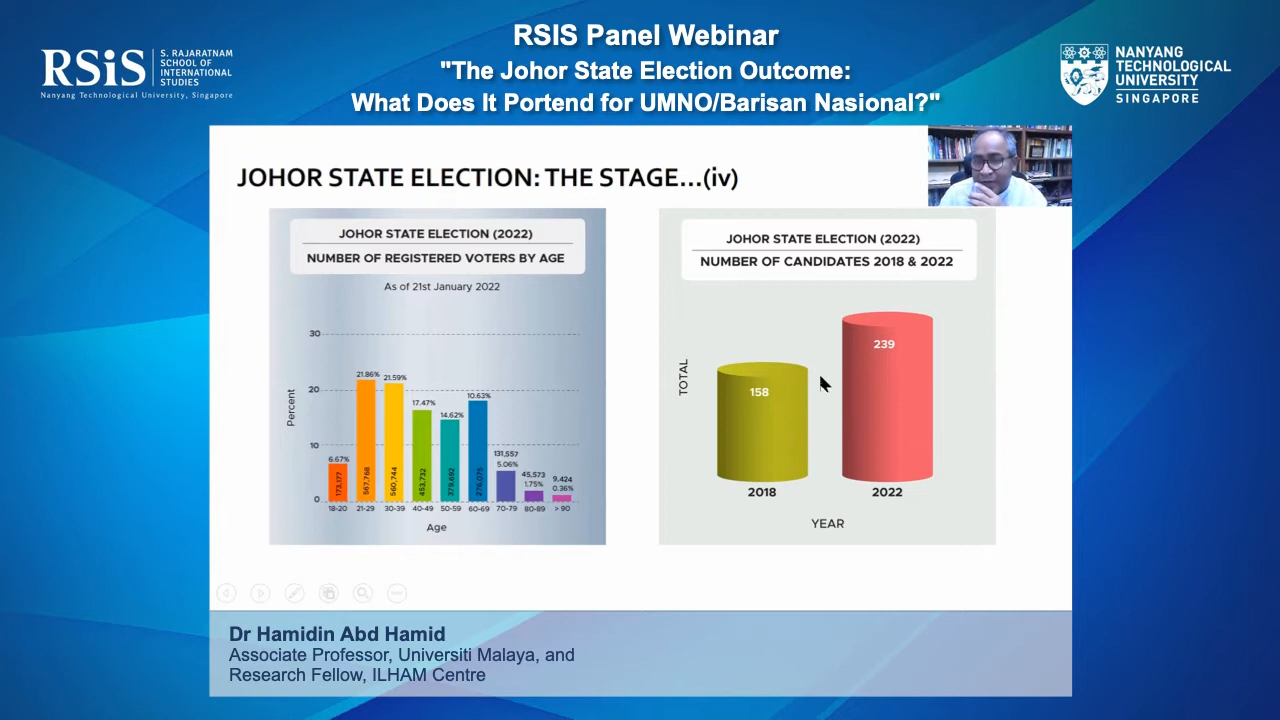 RSIS Panel Webinar
"The Johor State Election Outcome:
What Does It Portend for UMNO/Barisan Nasional?"
RSiS
S. RAJARATNAM
SCHOOL OF
INTERNATIONAL
STUDIES
Nanyang Technological University, Singapore
NANYANG
TECHNOLOGICAL
UNIVERSITY
SINGAPORE
JOHOR STATE ELECTION: THE STAGE...(iv)
JOHOR STATE ELECTION (2022)
NUMBER OF REGISTERED VOTERS BY AGE
As of 21st January 2022
Percent
30
20
10
0
21.86%
21.59%
17.47%
14.62%
10.63%
6.67%
131,557
5.06%
45,573
1.75%
9.424
0.36%
173,177
567,768
560,744
453,732
379,692
276,075
18-20 21-29 30-39 40-49 50-59 60-69 70-79 80-89 > 90
Age
JOHOR STATE ELECTION (2022)
NUMBER OF CANDIDATES 2018 & 2022
TOTAL
158
239
2018 2022
YEAR
Dr Hamidin Abd Hamid
Associate Professor, Universiti Malaya, and
Research Fellow, ILHAM Centre